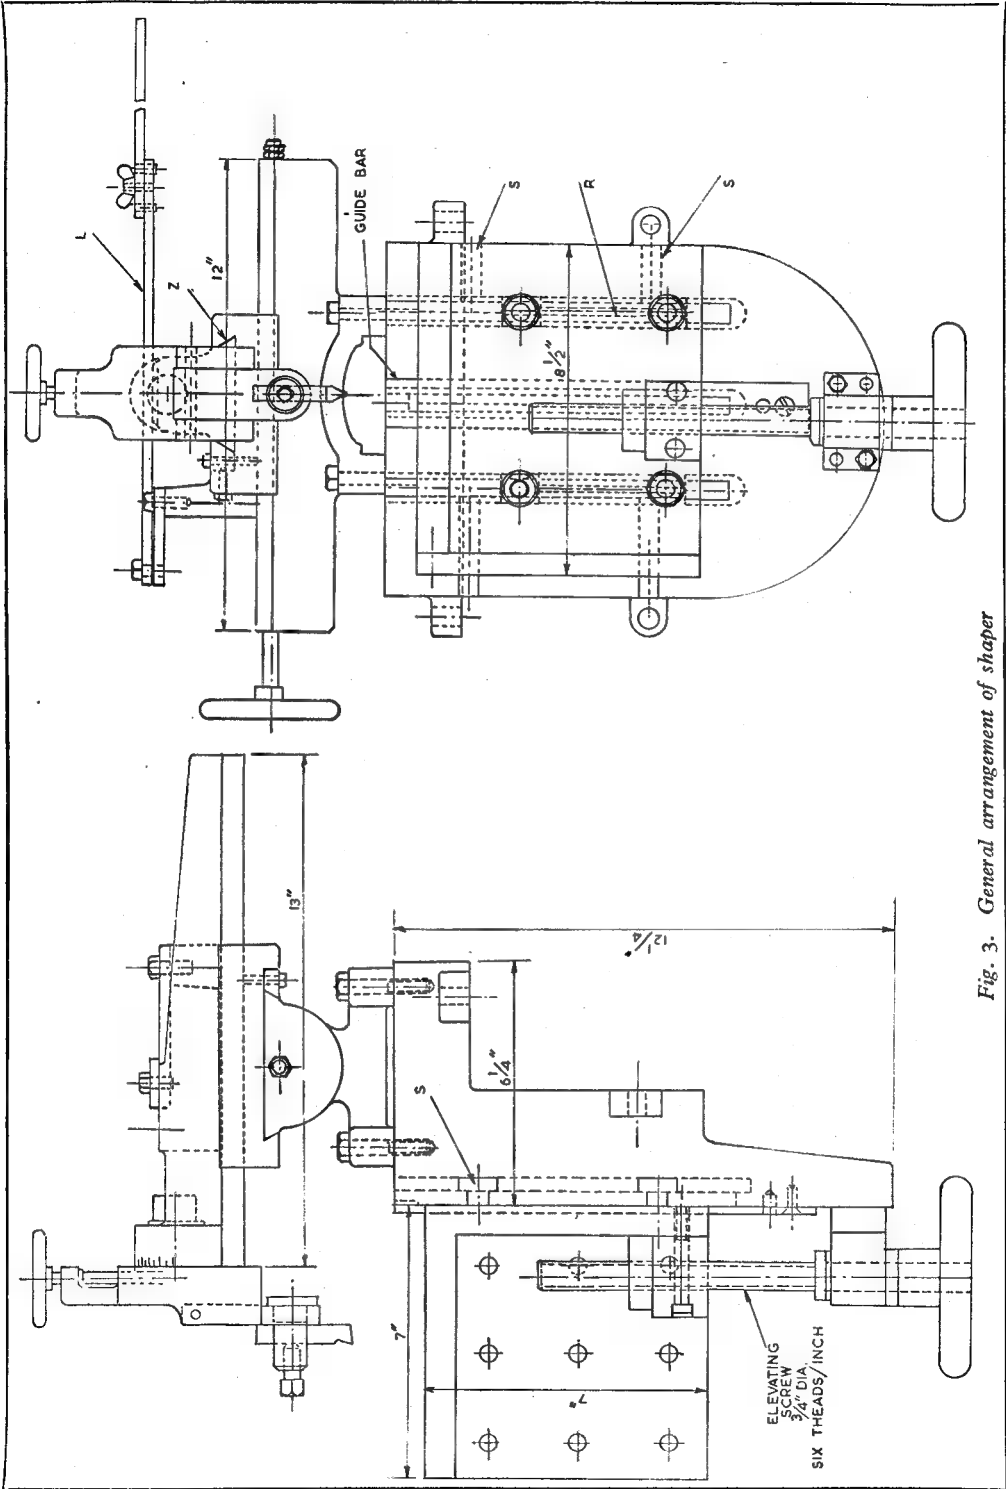 L
Z
12"
GUIDE BAR
S
R
S
8 1/2"
13"
12 1/4"
6 1/4"
S
7"
7"
ELEVATING
SCREW
3/4" DIA.
SIX THEADS/INCH
Fig. 3. General arrangement of shaper